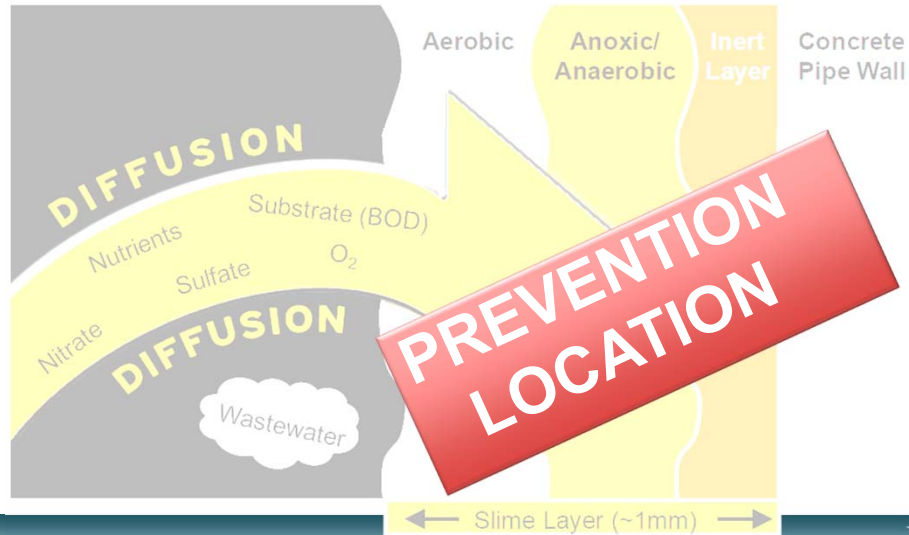 Aerobic
Anoxic/
Anaerobic
Inert
Layer
Concrete
Pipe Wall
DIFFUSION
Substrate (BOD)
Nutrients
O₂
Sulfate
Nitrate
DIFFUSION
Wastewater
PREVENTION
LOCATION
Slime Layer (~1mm)